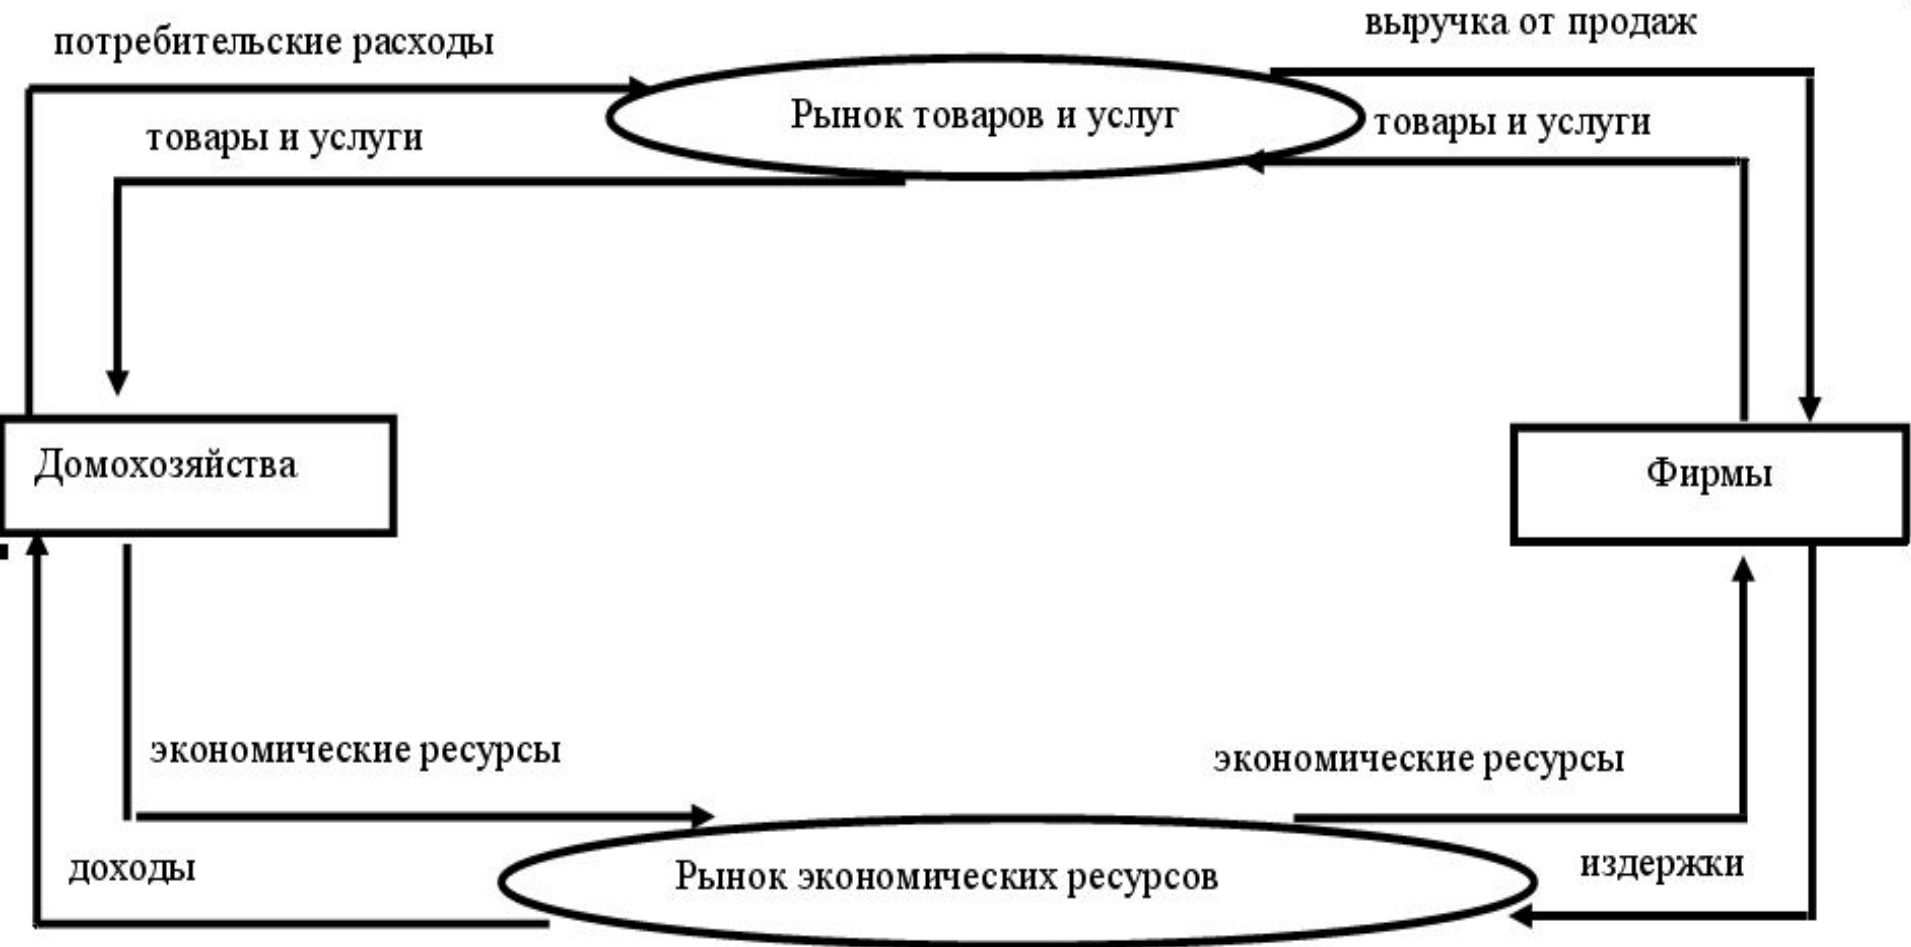 выручка от продаж
потребительские расходы
Рынок товаров и услуг
товары и услуги
товары и услуги
Домохозяйства
Фирмы
экономические ресурсы
экономические ресурсы
доходы
Рынок экономических ресурсов
издержки